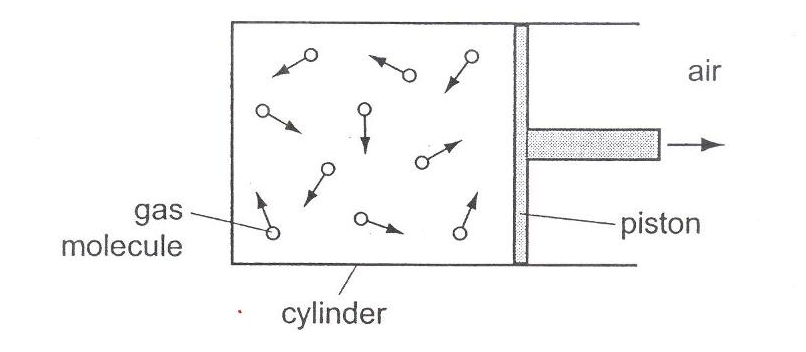 air
gas
molecule
piston
cylinder